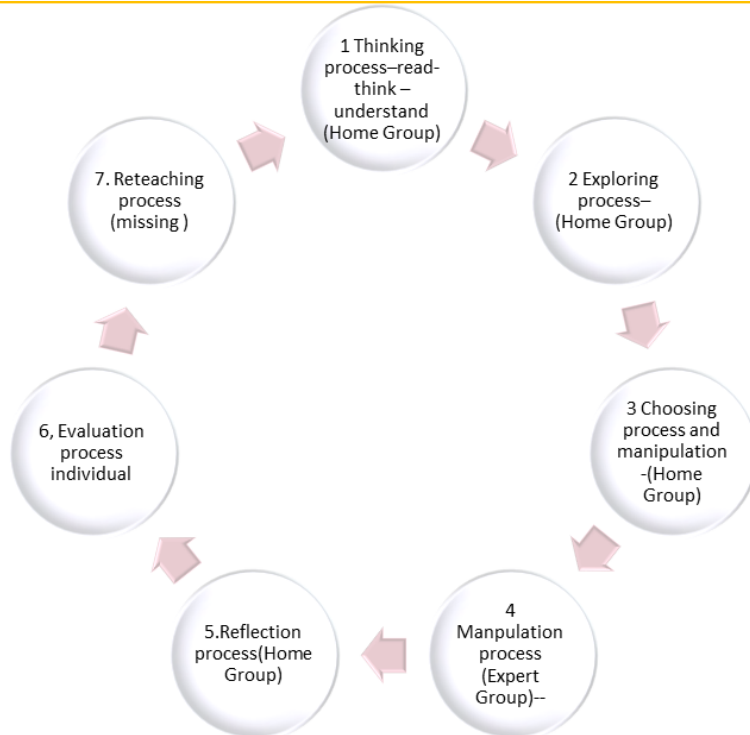 1 Thinking
process–read-
think –
understand
(Home Group)
2 Exploring
process–
(Home Group)
3 Choosing
process and
manipulation
-(Home
Group)
4
Manpulation
process
(Expert
Group)--
5.Reflection
process(Home
Group)
6, Evaluation
process
individual
7. Reteaching
process
(missing )